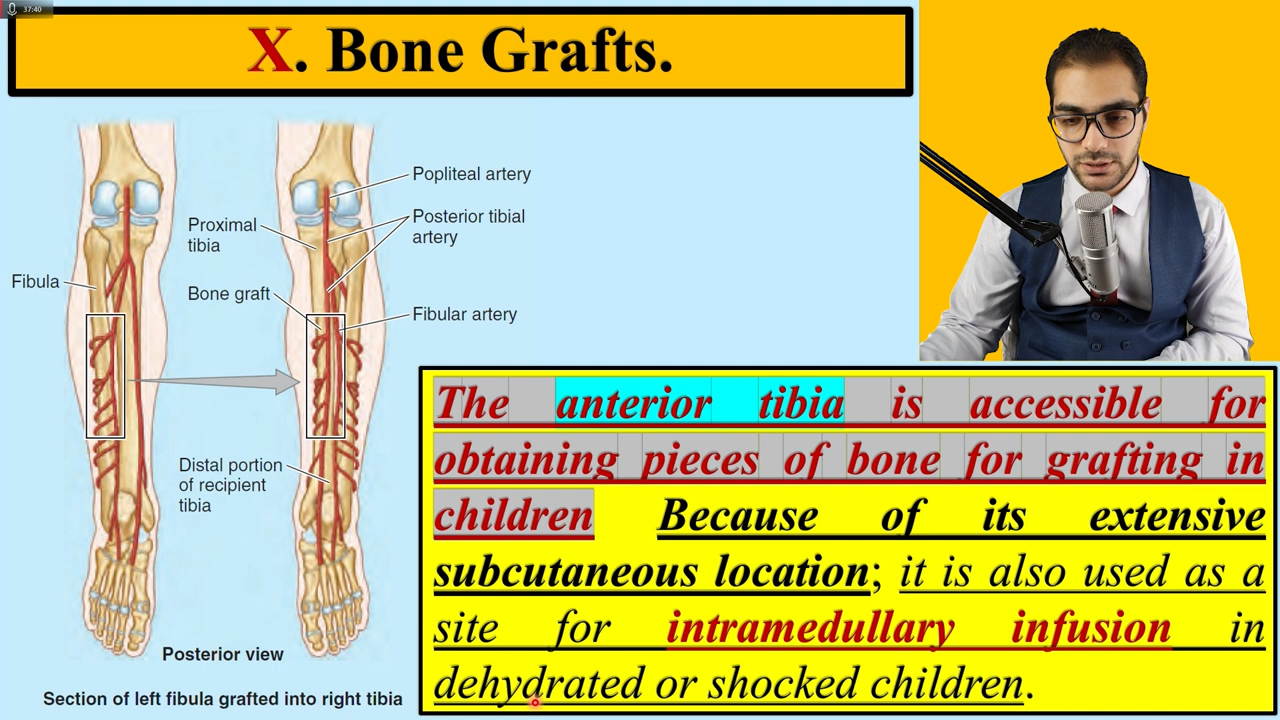 37:40
X. Bone Grafts.
Popliteal artery
Posterior tibial
artery
Proximal
tibia
Fibula
Bone graft
Fibular artery
Distal portion
of recipient
tibia
Posterior view
Section of left fibula grafted into right tibia
The anterior tibia is accessible for
obtaining pieces of bone for grafting in
children Because of its extensive
subcutaneous location; it is also used as a
site for intramedullary infusion in
dehydrated or shocked children.